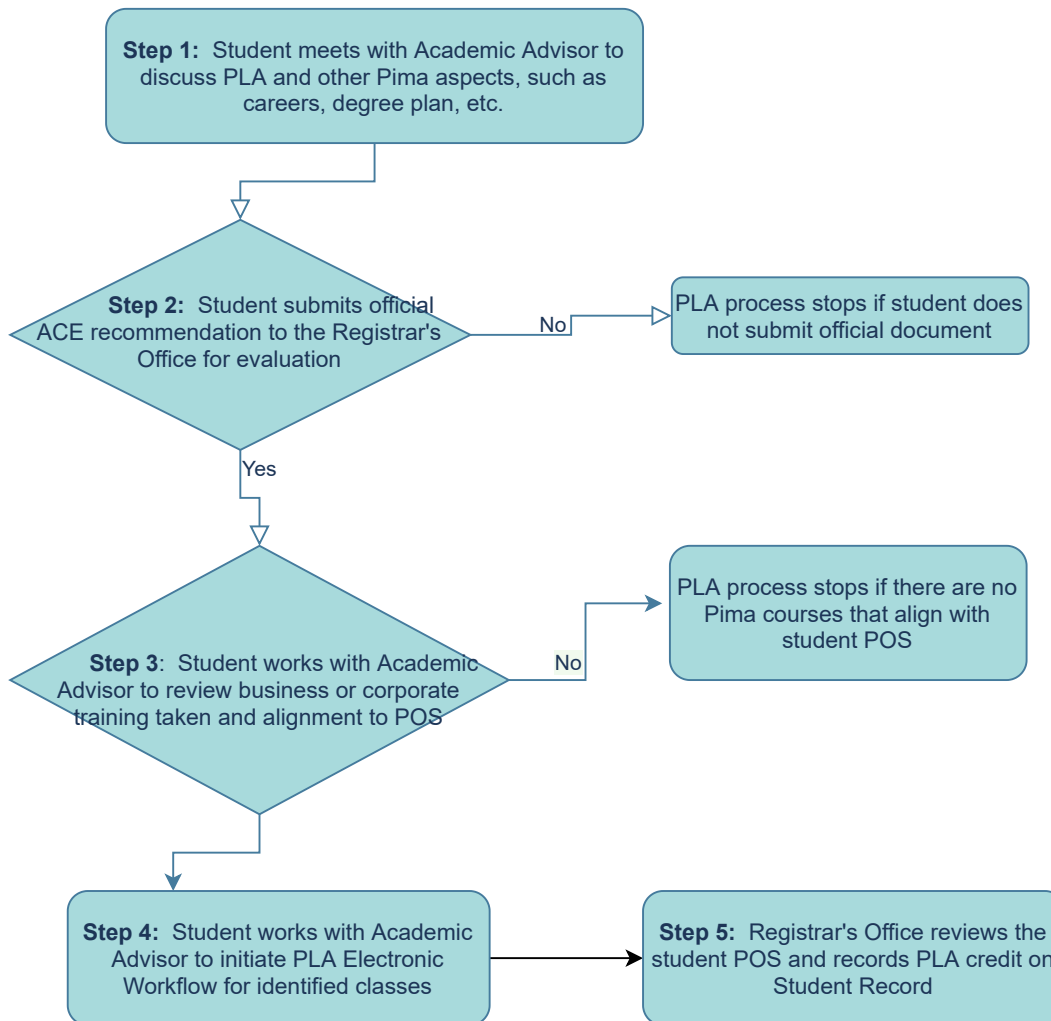 Step 1: Student meets with Academic Advisor to
discuss PLA and other Pima aspects, such as
careers, degree plan, etc.
Step 2: Student submits official
ACE recommendation to the Registrar's
Office for evaluation
No
PLA process stops if student does
not submit official document
Yes
Step 3: Student works with Academic
Advisor to review business or corporate
training taken and alignment to POS
No
PLA process stops if there are no
Pima courses that align with
student POS
Step 4: Student works with Academic
Advisor to initiate PLA Electronic
Workflow for identified classes
Step 5: Registrar's Office reviews the
student POS and records PLA credit on
Student Record